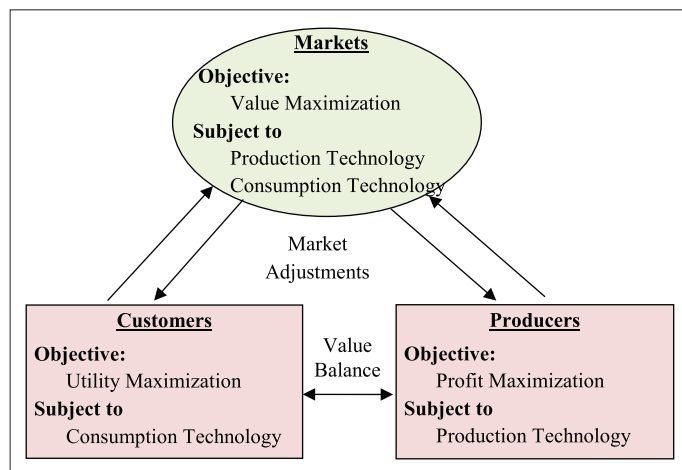 Markets
Objective:
Value Maximization
Subject to
Production Technology
Consumption Technology
Market
Adjustments
Customers
Objective:
Utility Maximization
Subject to
Consumption Technology
Value
Balance
Producers
Objective:
Profit Maximization
Subject to
Production Technology